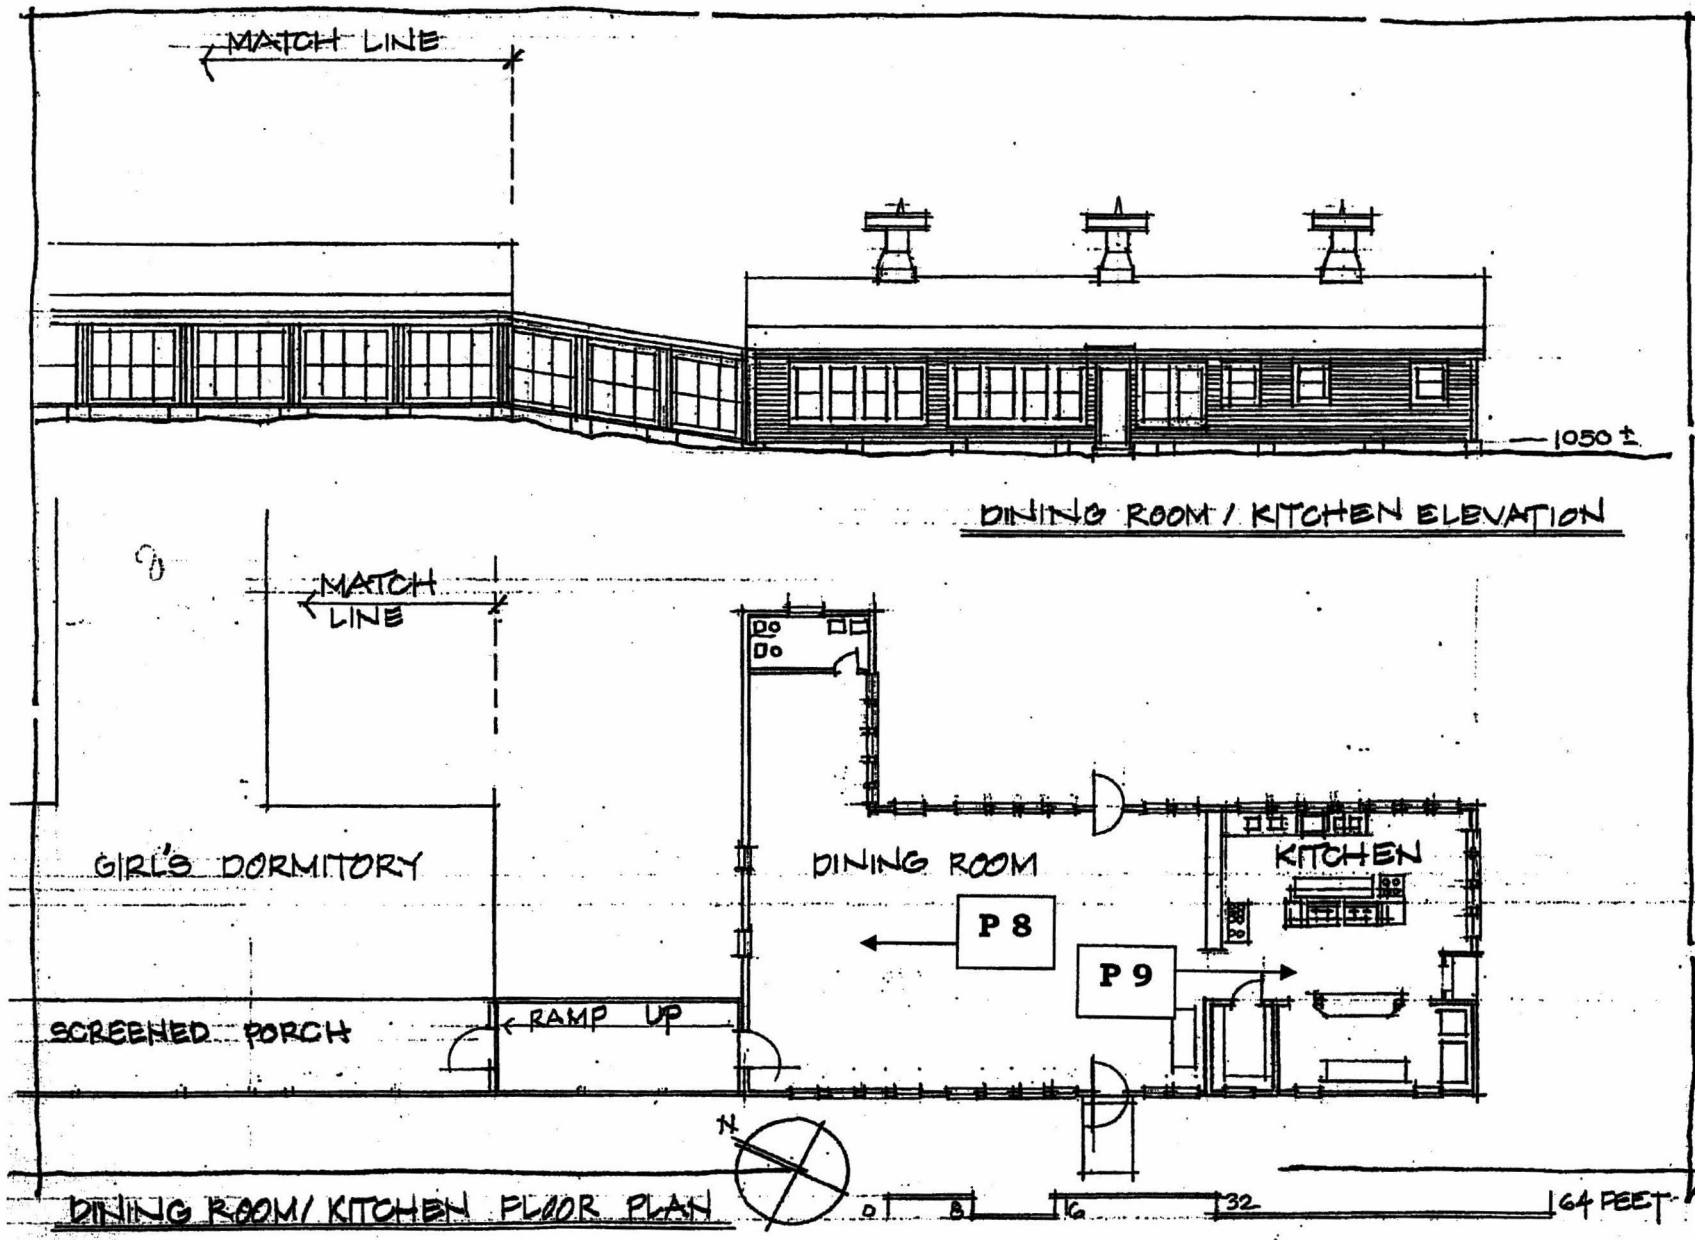 MATCH LINE
1050 ±
DINING ROOM / KITCHEN ELEVATION
MATCH
LINE
GIRL'S DORMITORY
DINING ROOM
KITCHEN
P 8
P 9
SCREENED PORCH
RAMP UP
N
DINING ROOM/ KITCHEN FLOOR PLAN
0 8 16 32 64 FEET